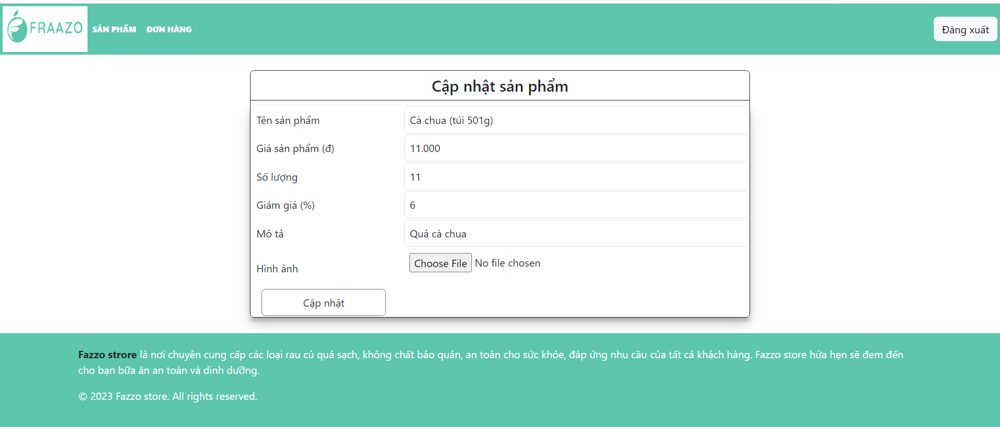 FRAAZO SẢN PHẨM ĐƠN HÀNG Đăng xuất
Cập nhật sản phẩm
Tên sản phẩm Cà chua (túi 501g)
Giá sản phẩm (đ) 11.000
Số lượng 11
Giảm giá (%) 6
Mô tả Quả cà chua
Hình ảnh Choose File No file chosen
Cập nhật
Fazzo strore là nơi chuyên cung cấp các loại rau củ quả sạch, không chất bảo quản, an toàn cho sức khỏe, đáp ứng nhu cầu của tất cả khách hàng. Fazzo store hứa hẹn sẽ đem đến
cho bạn bữa ăn an toàn và dinh dưỡng.
© 2023 Fazzo store. All rights reserved.